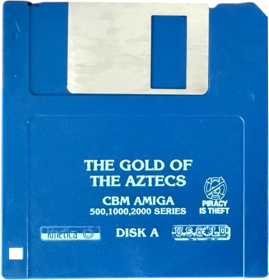 THE GOLD OF
THE AZTECS
CBM AMIGA
500,1000,2000 SERIES
PIRACY
IS THEFT
DISK A
U.S. GOLD